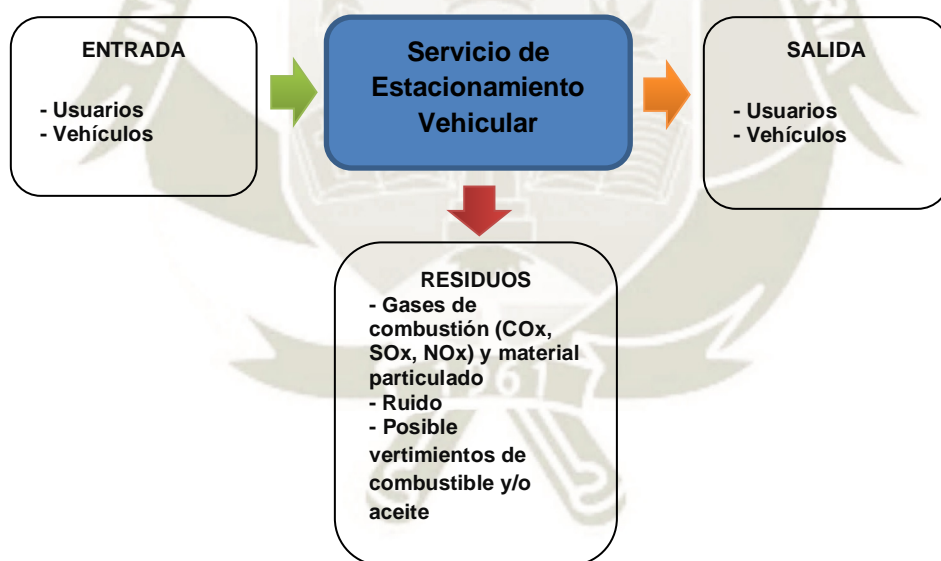 ENTRADA
- Usuarios
- Vehículos
Servicio de
Estacionamiento
Vehicular
SALIDA
- Usuarios
- Vehículos
RESIDUOS
- Gases de
combustión (COx,
SOx, NOx) y material
particulado
- Ruido
- Posible
vertimientos de
combustible y/o
aceite